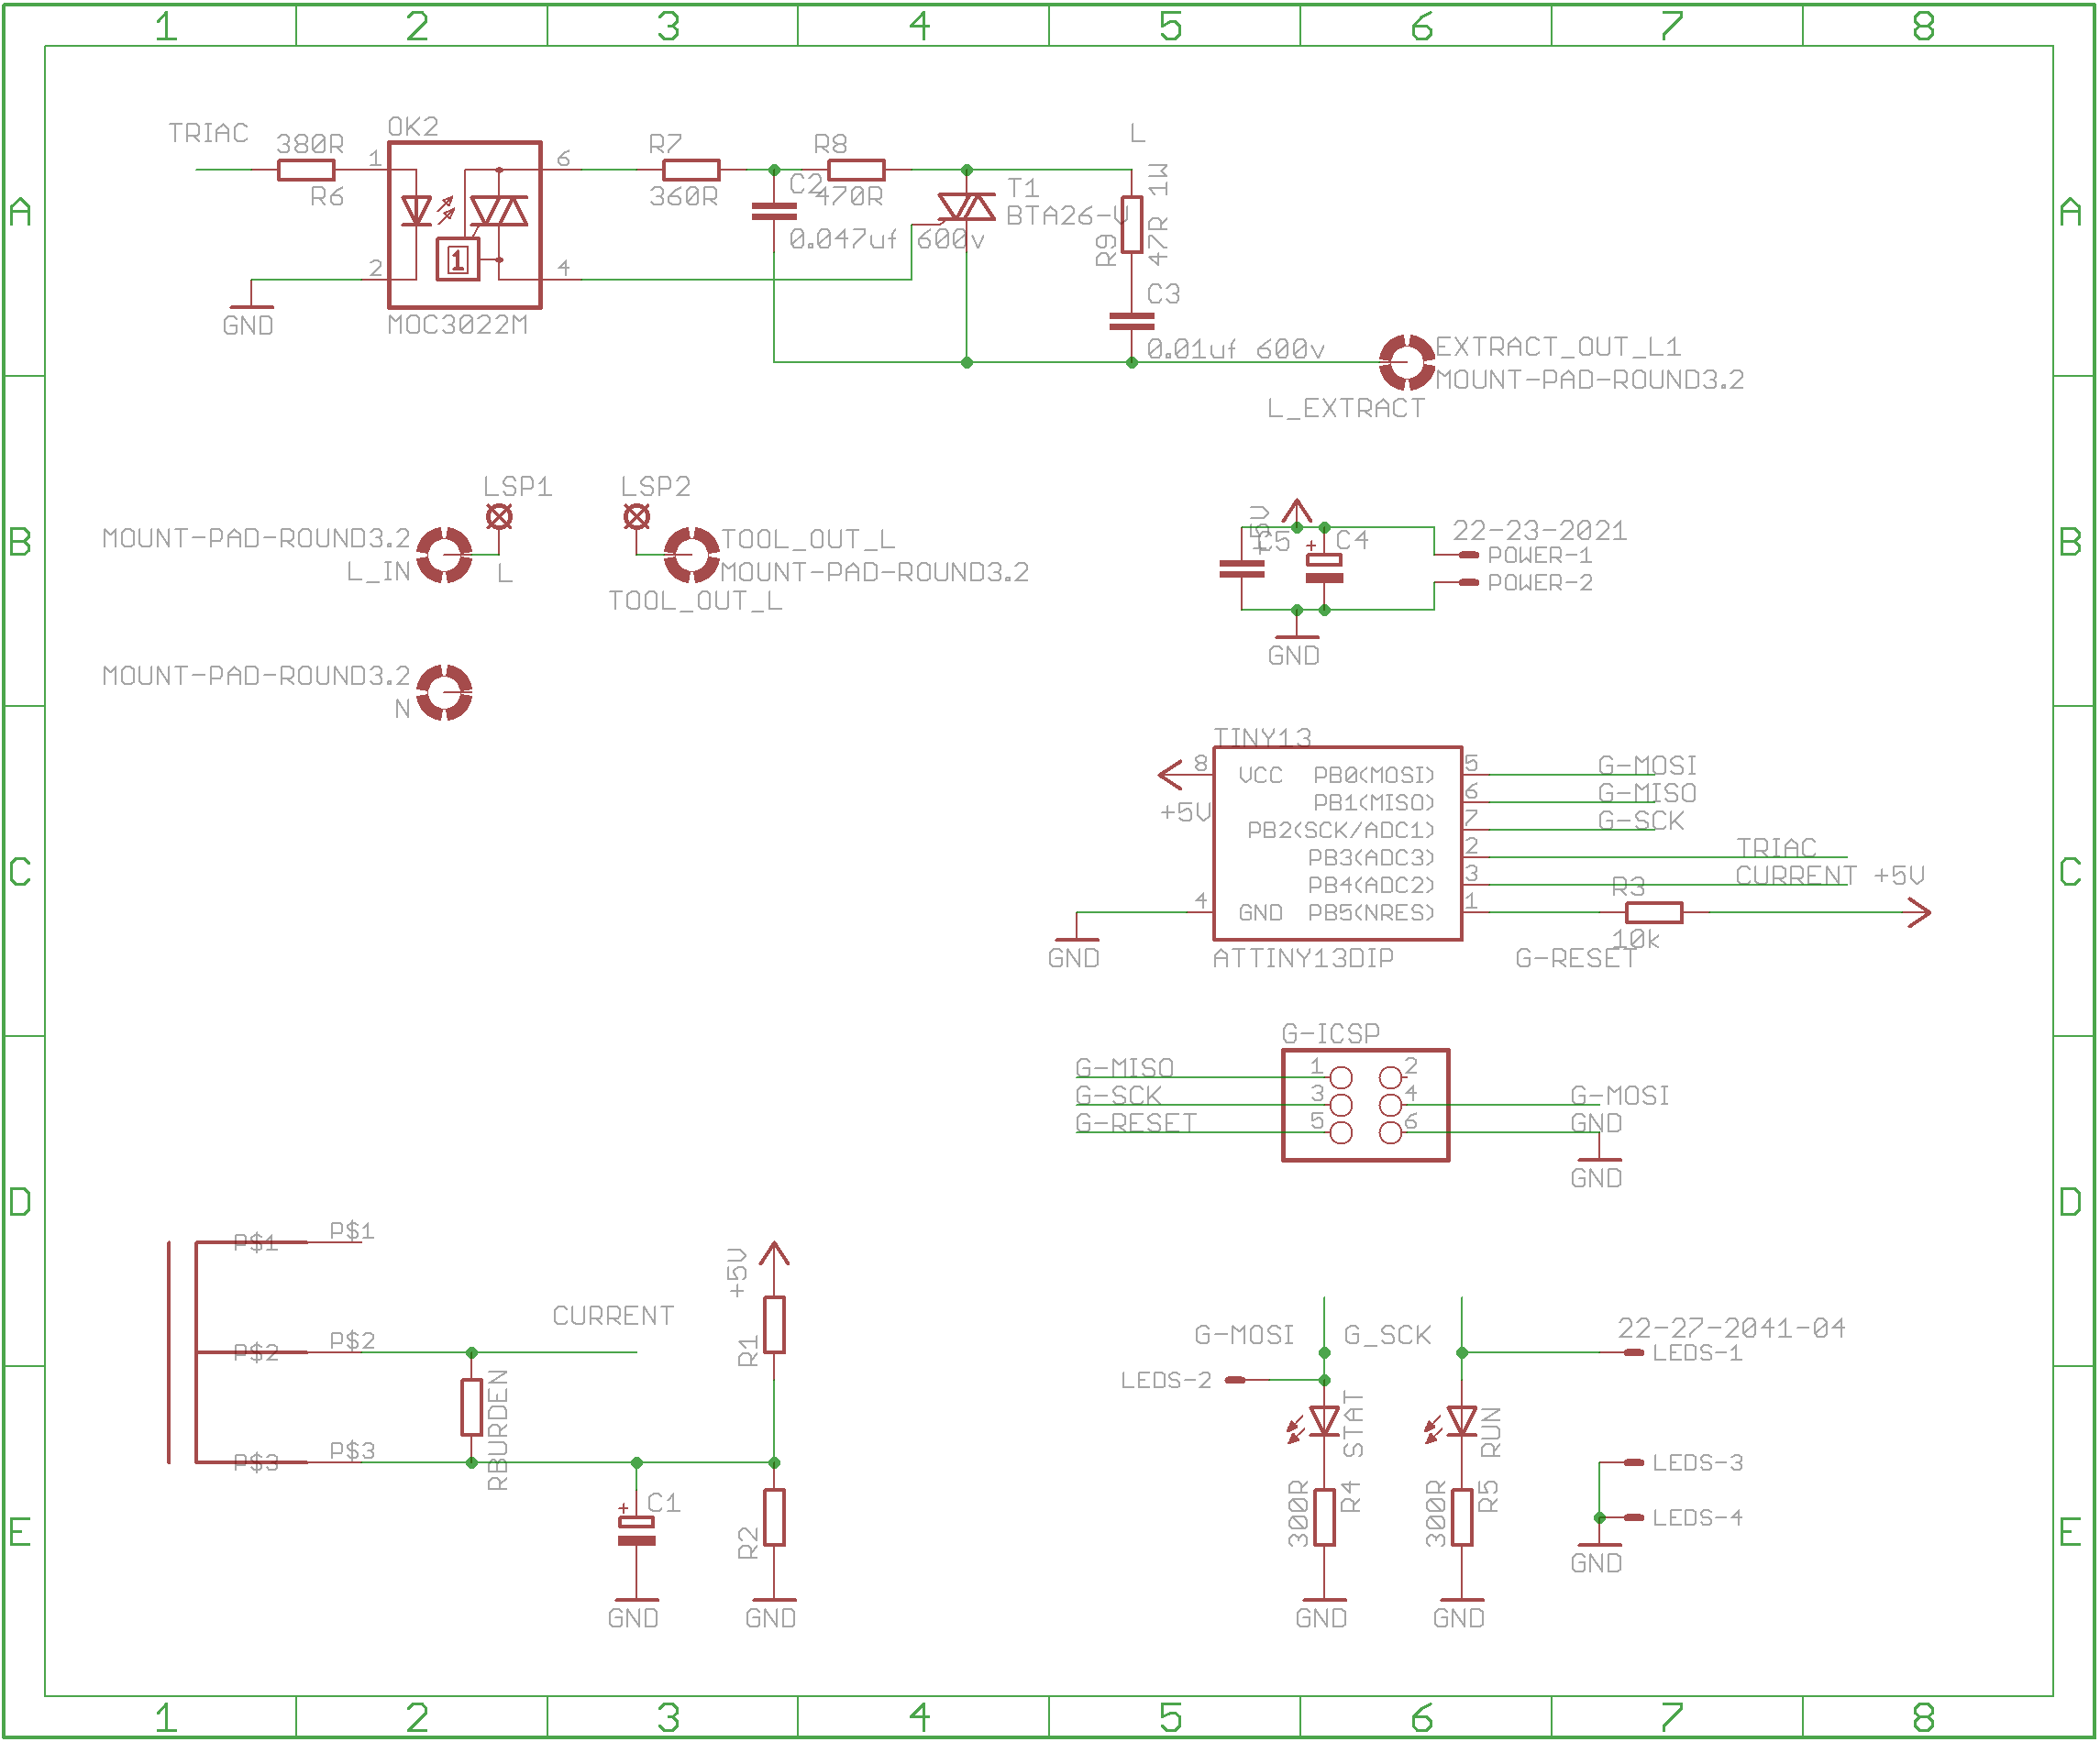 1 2 3 4 5 6 7 8
A
TRIAC
380R
R6
OK2
1
2
6
4
1
MOC3022M
GND
R7
360R
C2
0.047uf 600v
R8
470R
T1
BTA26-
L
R9
47R 1W
C3
0.01uf 600v
EXTRACT_OUT_L1
MOUNT-PAD-ROUND3.2
L_EXTRACT
A
B
MOUNT-PAD-ROUND3.2
L_IN
LSP1
L
LSP2
TOOL_OUT_L
MOUNT-PAD-ROUND3.2
TOOL_OUT_L
C5
+
C4
22-23-2021
POWER-1
POWER-2
GND
B
MOUNT-PAD-ROUND3.2
N
C
TINY13
8
VCC
+5V
4
GND
GND
PB0(MOSI)
PB1(MISO)
PB2(SCK/ADC1)
PB3(ADC3)
PB4(ADC2)
PB5(NRES)
5
6
7
2
3
1
G-MOSI
G-MISO
G-SCK
TRIAC
CURRENT
+5V
R3
10k
G-RESET
ATTINY13DIP
C
G-ICSP
G-MISO
G-SCK
G-RESET
1
3
5
2
4
6
G-MOSI
GND
GND
D
D
P$1
P$1
P$2
P$2
P$3
P$3
CURRENT
RBURDEN
+5V
R1
+
C1
GND
R2
GND
G-MOSI
G_SCK
LEDS-2
STAT
RUN
300R
R4
300R
R5
GND
GND
22-27-2041-04
LEDS-1
LEDS-3
LEDS-4
GND
E
E
1 2 3 4 5 6 7 8